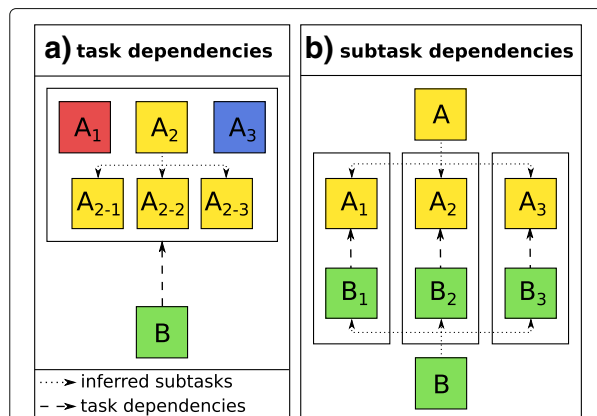 a) task dependencies
A1 A2 A3
A2-1 A2-2 A2-3
B
inferred subtasks
task dependencies
b) subtask dependencies
A
A1 A2 A3
B1 B2 B3
B